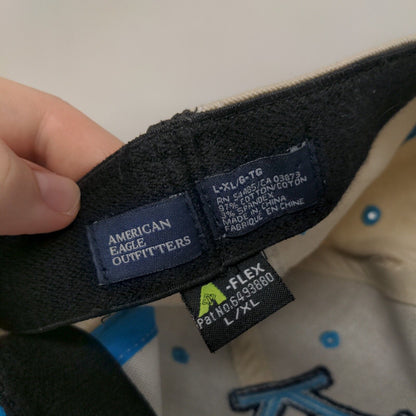 AMERICAN
EAGLE
OUTFITTERS
L-XL/G-TG
RN 54485/CA 03873
97% COTTON/COTON
3% SPANDEX
MADE IN CHINA
FABRIQUE EN CHINE
A-FLEX
Pat No.6493880
L/XL